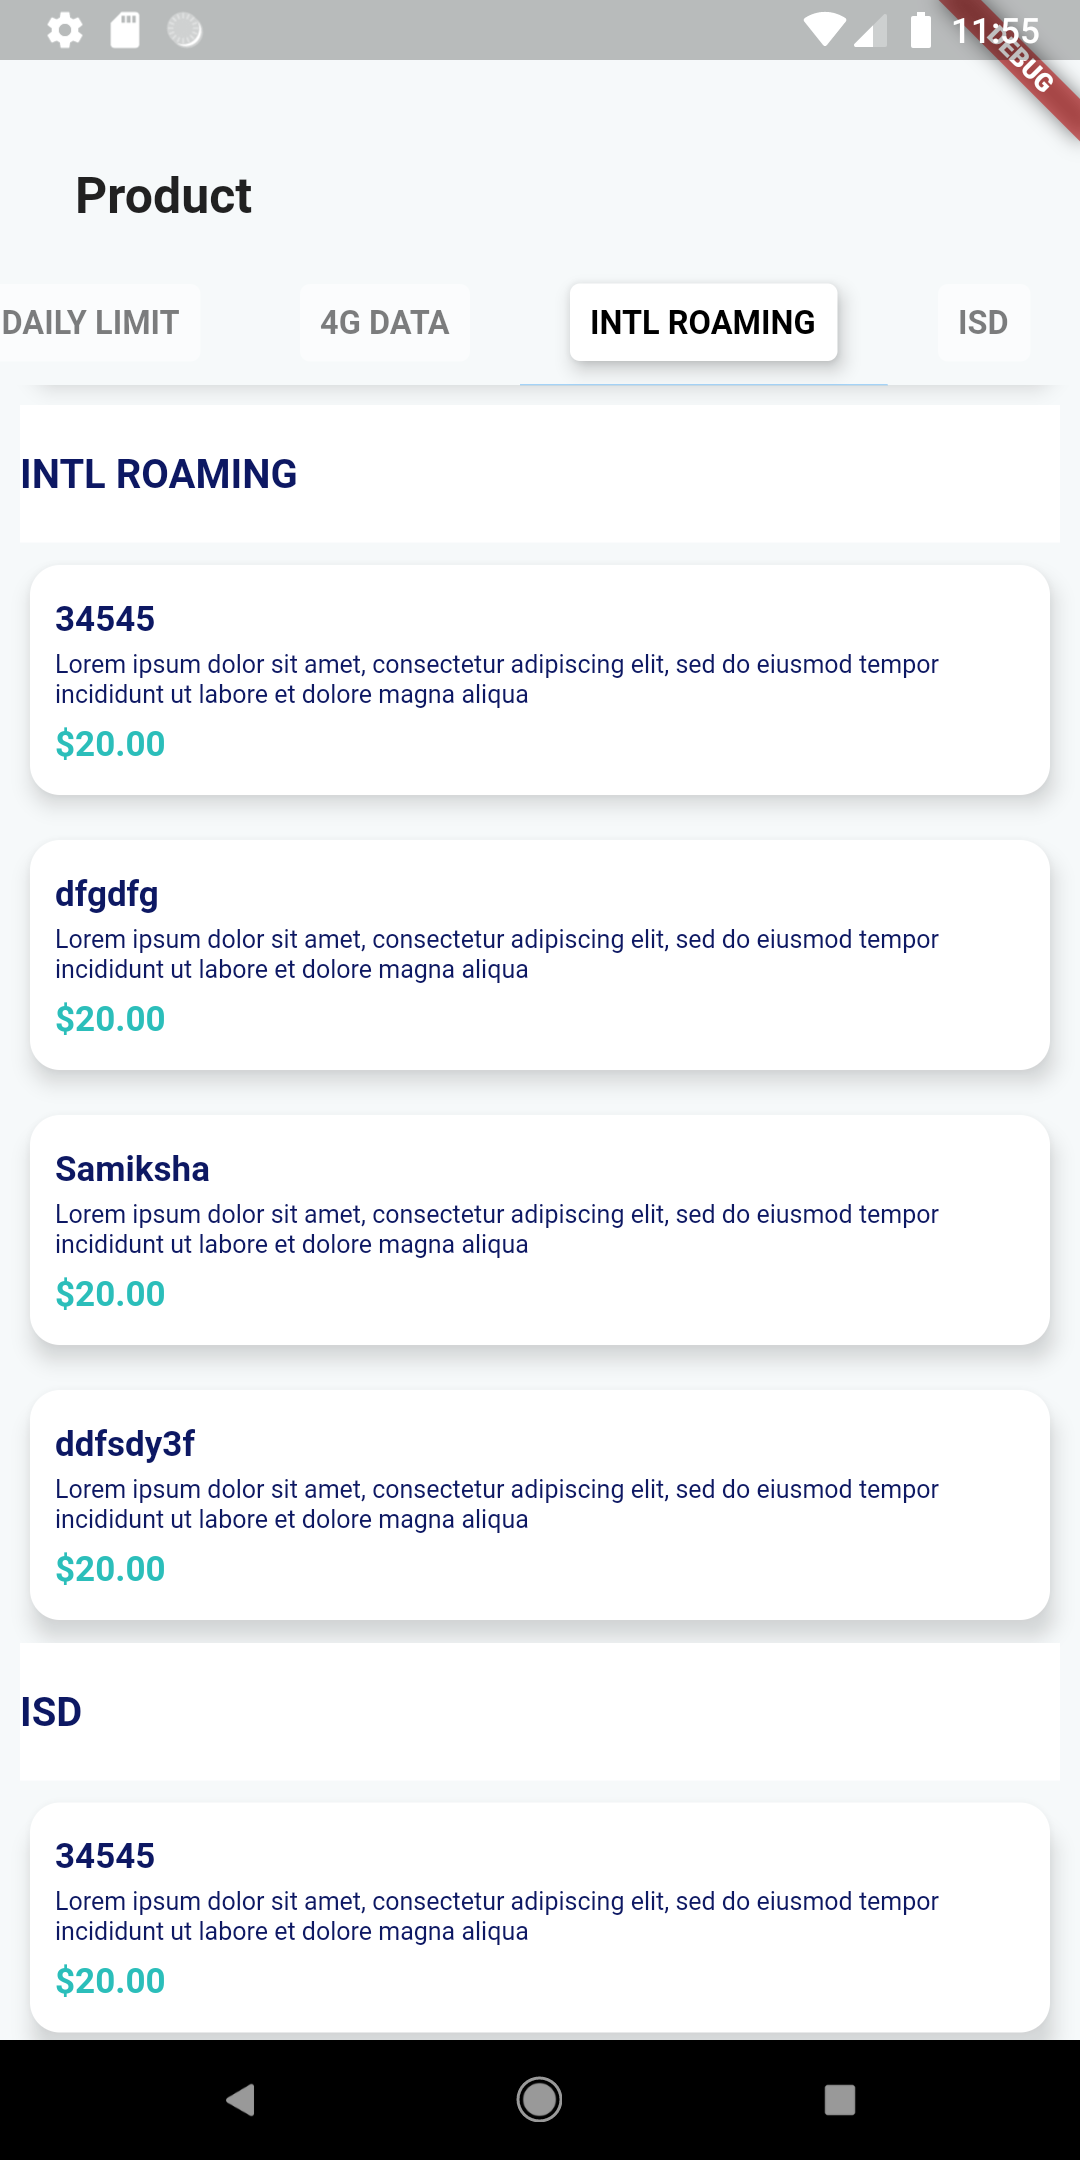 11:55
DEBUG
Product
DAILY LIMIT
4G DATA
INTL ROAMING
ISD
INTL ROAMING
34545
Lorem ipsum dolor sit amet, consectetur adipiscing elit, sed do eiusmod tempor
incididunt ut labore et dolore magna aliqua
$20.00
dfgdfg
Lorem ipsum dolor sit amet, consectetur adipiscing elit, sed do eiusmod tempor
incididunt ut labore et dolore magna aliqua
$20.00
Samiksha
Lorem ipsum dolor sit amet, consectetur adipiscing elit, sed do eiusmod tempor
incididunt ut labore et dolore magna aliqua
$20.00
ddfsdy3f
Lorem ipsum dolor sit amet, consectetur adipiscing elit, sed do eiusmod tempor
incididunt ut labore et dolore magna aliqua
$20.00
ISD
34545
Lorem ipsum dolor sit amet, consectetur adipiscing elit, sed do eiusmod tempor
incididunt ut labore et dolore magna aliqua
$20.00